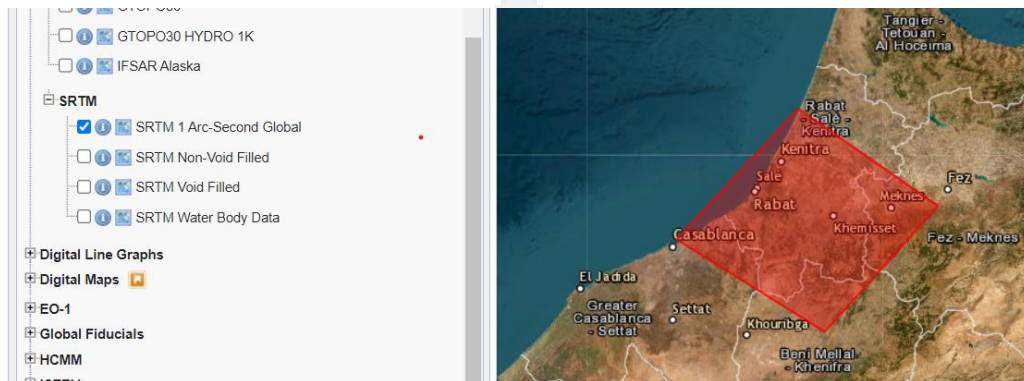 GTOPO30
GTOPO30 HYDRO 1K
IFSAR Alaska
SRTM
SRTM 1 Arc-Second Global
SRTM Non-Void Filled
SRTM Void Filled
SRTM Water Body Data
Digital Line Graphs
Digital Maps
EO-1
Global Fiducials
HCMM
Tangier -
Tetouan -
Al Hoceima
Rabat
- Salé -
Kenitra
Kenitra
Salé
Rabat
Fez
Meknes
Khemisset
Fez - Meknes
Casablanca
El Jadida
Greater
Casablanca
- Settat
Settat
Khouribga
Beni Mellal
- Khenifra